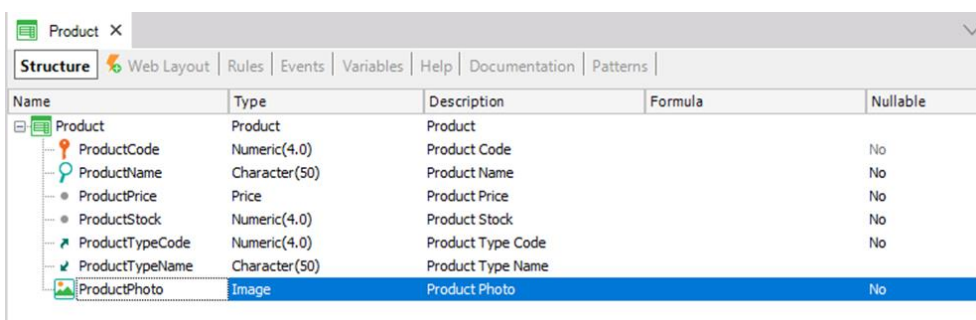 Product X
Structure Web Layout Rules Events Variables Help Documentation Patterns
Name Type Description Formula Nullable
Product Product Product
ProductCode Numeric(4.0) Product Code No
ProductName Character(50) Product Name No
ProductPrice Price Product Price No
ProductStock Numeric(4.0) Product Stock No
ProductTypeCode Numeric(4.0) Product Type Code No
ProductTypeName Character(50) Product Type Name
ProductPhoto Image Product Photo No